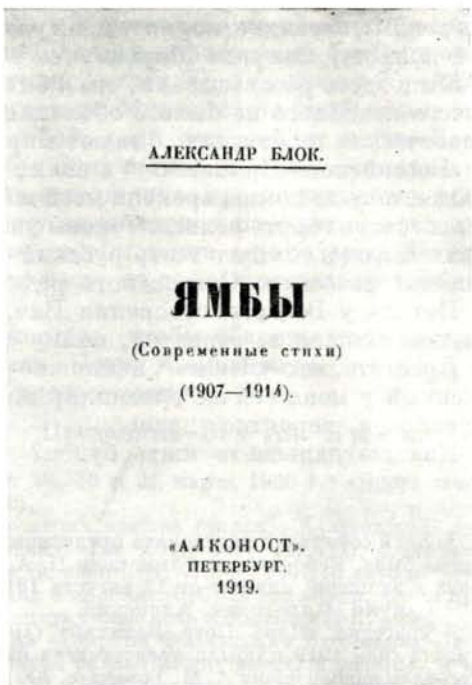 АЛЕКСАНДР БЛОК.
ЯМБЫ
(Современные стихи)
(1907—1914).
«АЛКОНОСТ».
ПЕТЕРБУРГ.
1919.